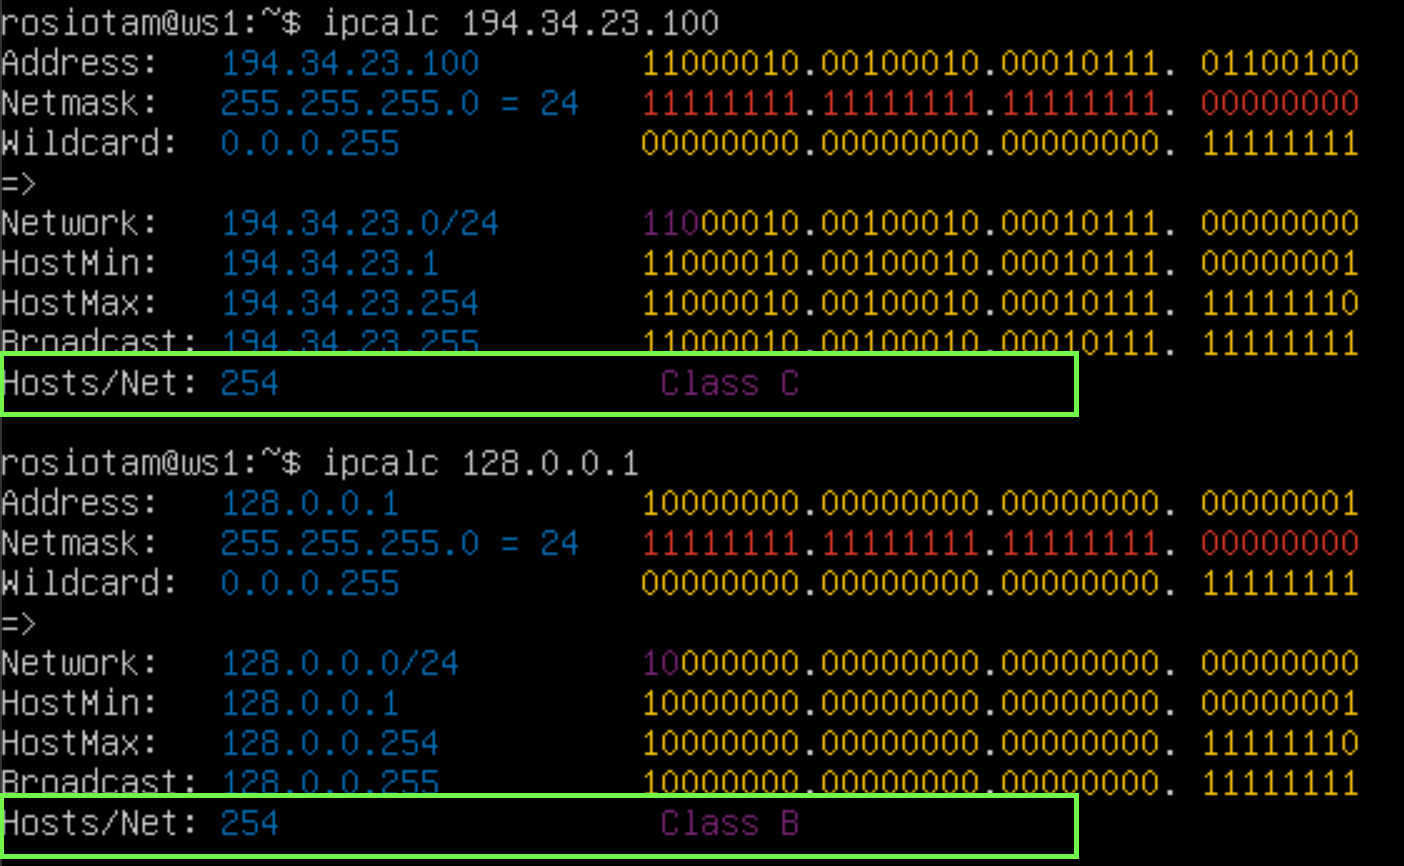 rosiotam@ws1:~$ ipcalc 194.34.23.100
Address:   194.34.23.100        11000010.00100010.00010111. 01100100
Netmask:   255.255.255.0 = 24   11111111.11111111.11111111. 00000000
Wildcard:  0.0.0.255            00000000.00000000.00000000. 11111111
=>
Network:   194.34.23.0/24       11000010.00100010.00010111. 00000000
HostMin:   194.34.23.1          11000010.00100010.00010111. 00000001
HostMax:   194.34.23.254        11000010.00100010.00010111. 11111110
Broadcast: 194.34.23.255        11000010.00100010.00010111. 11111111
Hosts/Net: 254                   Class C
rosiotam@ws1:~$ ipcalc 128.0.0.1
Address:   128.0.0.1            10000000.00000000.00000000. 00000001
Netmask:   255.255.255.0 = 24   11111111.11111111.11111111. 00000000
Wildcard:  0.0.0.255            00000000.00000000.00000000. 11111111
=>
Network:   128.0.0.0/24         10000000.00000000.00000000. 00000000
HostMin:   128.0.0.1            10000000.00000000.00000000. 00000001
HostMax:   128.0.0.254          10000000.00000000.00000000. 11111110
Broadcast: 128.0.0.255          10000000.00000000.00000000. 11111111
Hosts/Net: 254                   Class B